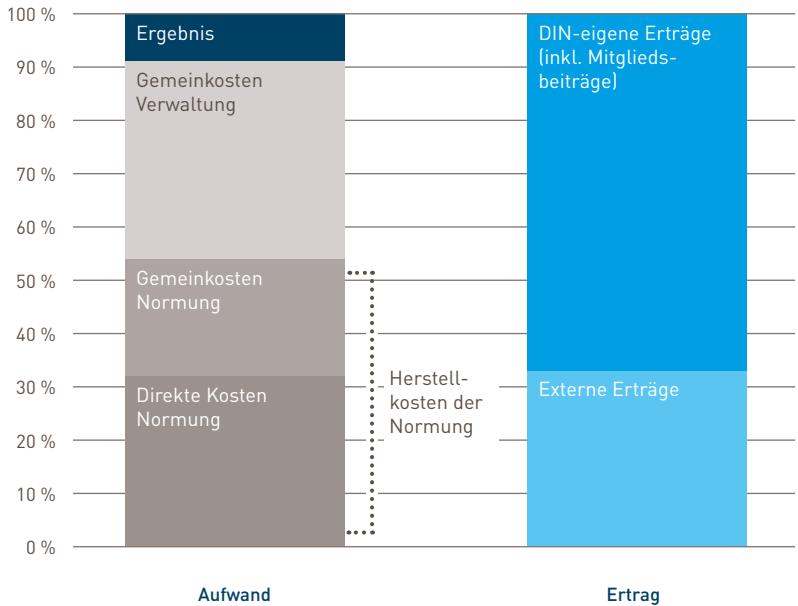 100 %
90 %
80 %
70 %
60 %
50 %
40 %
30 %
20 %
10 %
0 %
Ergebnis
Gemeinkosten
Verwaltung
Gemeinkosten
Normung
Direkte Kosten
Normung
Herstell-
kosten der
Normung
DIN-eigene Erträge
(inkl. Mitglieds-
beiträge)
Externe Erträge
Aufwand
Ertrag